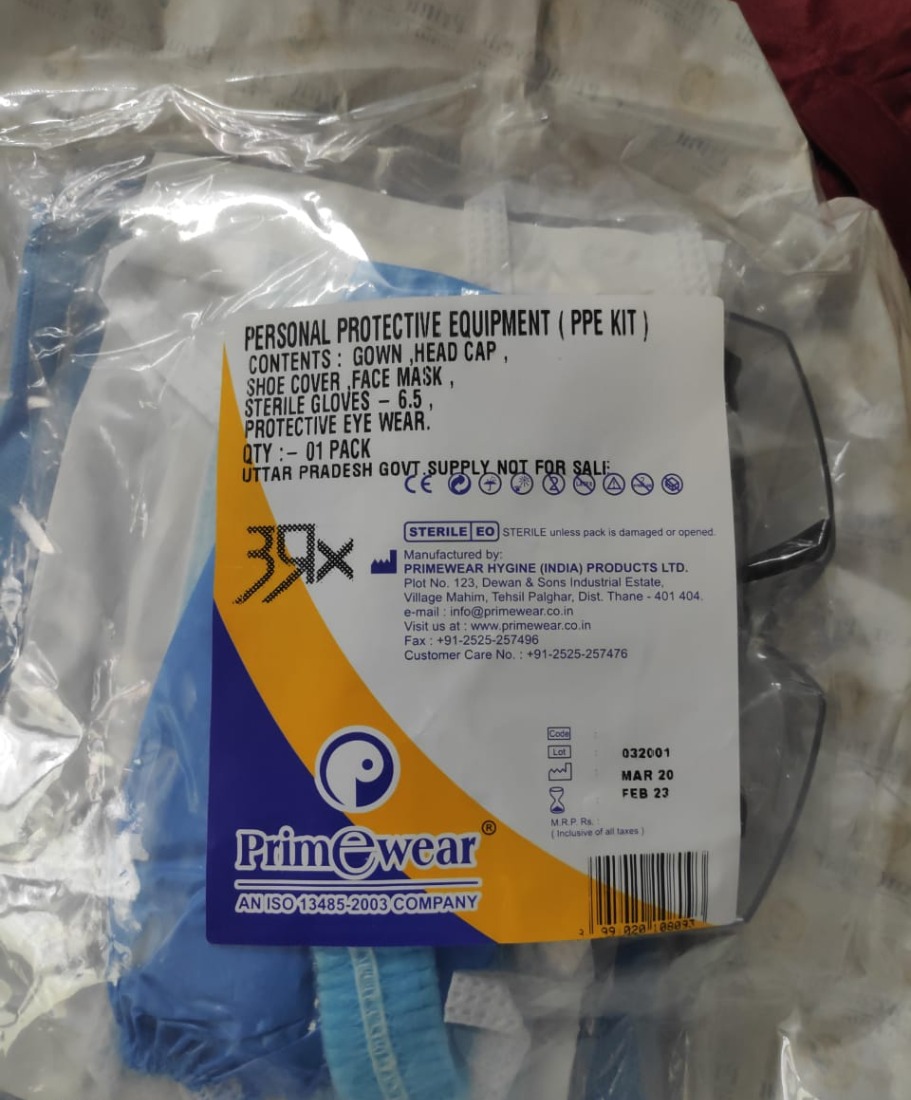 PERSONAL PROTECTIVE EQUIPMENT ( PPE KIT )
CONTENTS : GOWN ,HEAD CAP ,
SHOE COVER ,FACE MASK ,
STERILE GLOVES – 6.5 ,
PROTECTIVE EYE WEAR.
QTY :- 01 PACK
UTTAR PRADESH GOVT.SUPPLY NOT FOR SALE
CE
STERILE EO STERILE unless pack is damaged or opened.
Manufactured by:
PRIMEWEAR HYGINE (INDIA) PRODUCTS LTD.
Plot No. 123, Dewan & Sons Industrial Estate,
Village Mahim, Tehsil Palghar, Dist. Thane - 401 404.
e-mail : info@primewear.co.in
Visit us at : www.primewear.co.in
Fax : +91-2525-257496
Customer Care No. : +91-2525-257476
Code :
Lot : 032001
MAR 20
FEB 23
M.R.P. Rs. :
( Inclusive of all taxes )
Primewear®
AN ISO 13485-2003 COMPANY